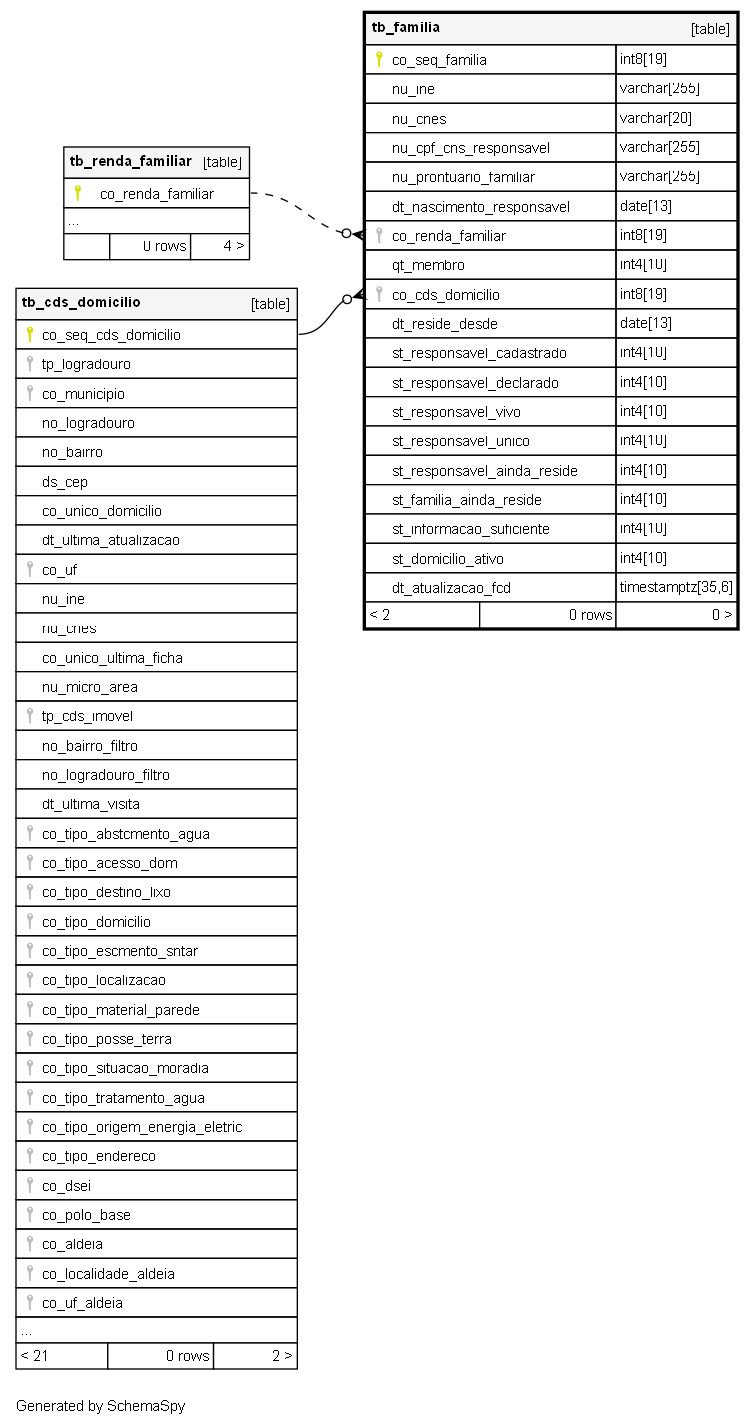 tb_familia [table]
co_seq_familia int8[19]
nu_ine varchar[255]
nu_cnes varchar[20]
nu_cpf_cns_responsavel varchar[255]
nu_prontuario_familiar varchar[255]
dt_nascimento_responsavel date[13]
co_renda_familiar int8[19]
qt_membro int4[10]
co_cds_domicilio int8[19]
dt_reside_desde date[13]
st_responsavel_cadastrado int4[10]
st_responsavel_declarado int4[10]
st_responsavel_vivo int4[10]
st_responsavel_unico int4[10]
st_responsavel_ainda_reside int4[10]
st_familia_ainda_reside int4[10]
st_informacao_suficiente int4[10]
st_domicilio_ativo int4[10]
dt_atualizacao_fcd timestamptz[35,6]
< 2 0 rows 0 >
tb_renda_familiar [table]
co_renda_familiar
...
0 rows 4 >
tb_cds_domicilio [table]
co_seq_cds_domicilio
tp_logradouro
co_municipio
no_logradouro
no_bairro
ds_cep
co_unico_domicilio
dt_ultima_atualizacao
co_uf
nu_ine
nu_cnes
co_unico_ultima_ficha
nu_micro_area
tp_cds_imovel
no_bairro_filtro
no_logradouro_filtro
dt_ultima_visita
co_tipo_abstcmento_agua
co_tipo_acesso_dom
co_tipo_destino_lixo
co_tipo_domicilio
co_tipo_escmento_sntar
co_tipo_localizacao
co_tipo_material_parede
co_tipo_posse_terra
co_tipo_situacao_moradia
co_tipo_tratamento_agua
co_tipo_origem_energia_eletric
co_tipo_endereco
co_dsei
co_polo_base
co_aldeia
co_localidade_aldeia
co_uf_aldeia
...
< 21 0 rows 2 >
Generated by SchemaSpy